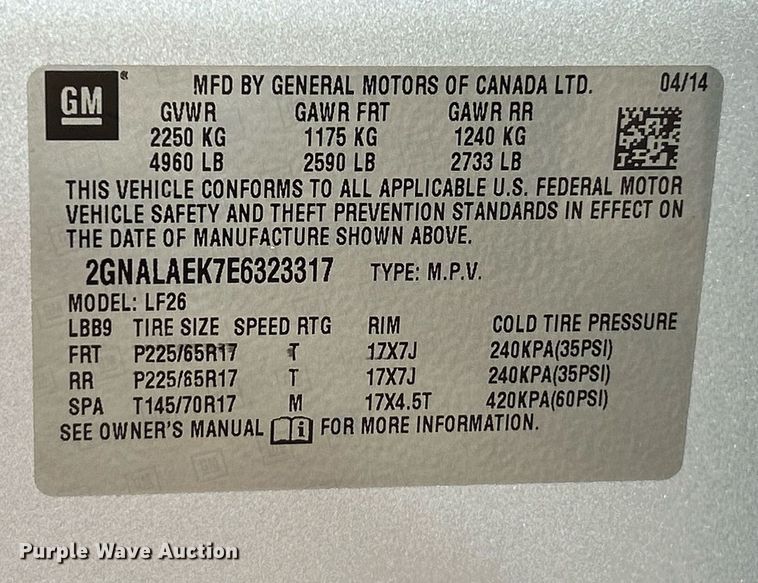 GM
MFD BY GENERAL MOTORS OF CANADA LTD. 04/14
GVWR GAWR FRT GAWR RR
2250 KG 1175 KG 1240 KG
4960 LB 2590 LB 2733 LB
THIS VEHICLE CONFORMS TO ALL APPLICABLE U.S. FEDERAL MOTOR
VEHICLE SAFETY AND THEFT PREVENTION STANDARDS IN EFFECT ON
THE DATE OF MANUFACTURE SHOWN ABOVE.
2GNALAEK7E6323317 TYPE: M.P.V.
MODEL: LF26
LBB9 TIRE SIZE SPEED RTG RIM COLD TIRE PRESSURE
FRT P225/65R17 T 17X7J 240KPA(35PSI)
RR P225/65R17 T 17X7J 240KPA(35PSI)
SPA T145/70R17 M 17X4.5T 420KPA(60PSI)
SEE OWNER'S MANUAL i FOR MORE INFORMATION.
Purple Wave Auction